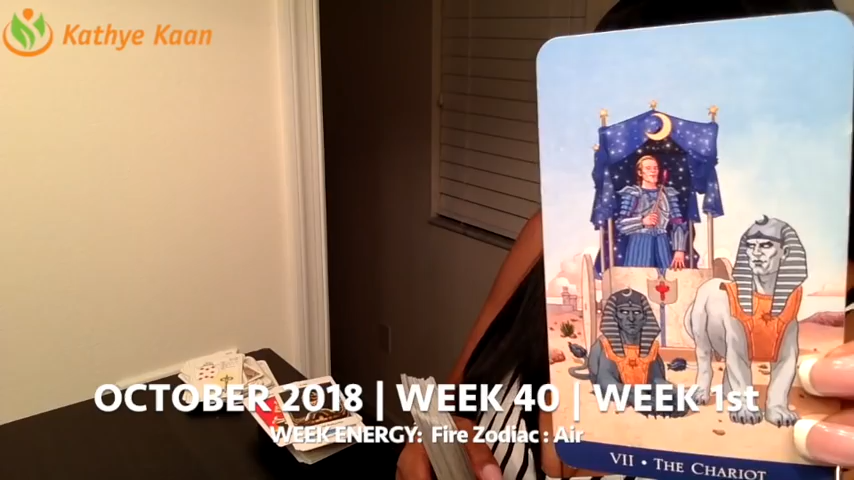 Kathye Kaan
OCTOBER 2018 | WEEK 40 | WEEK 1st
WEEK ENERGY: Fire Zodiac : Air
VII • THE CHARIOT